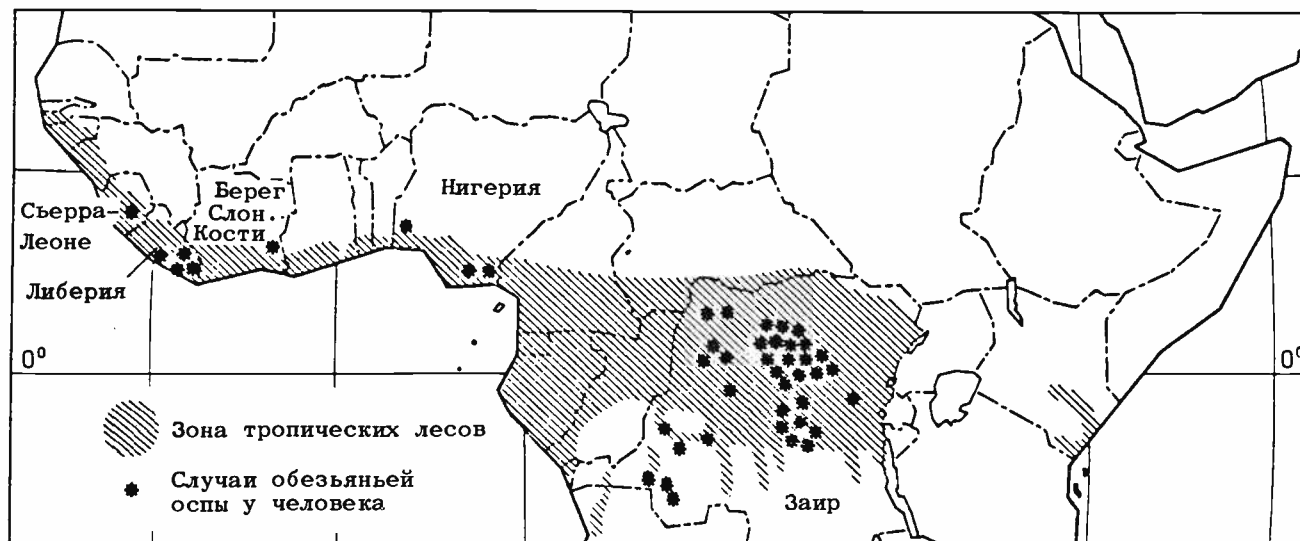 Нигерия
Берег
Слон.
Кости
Сьерра-
Леоне
Либерия
0°
0°
Зона тропических лесов
Случаи обезьяньей
оспы у человека
Заир